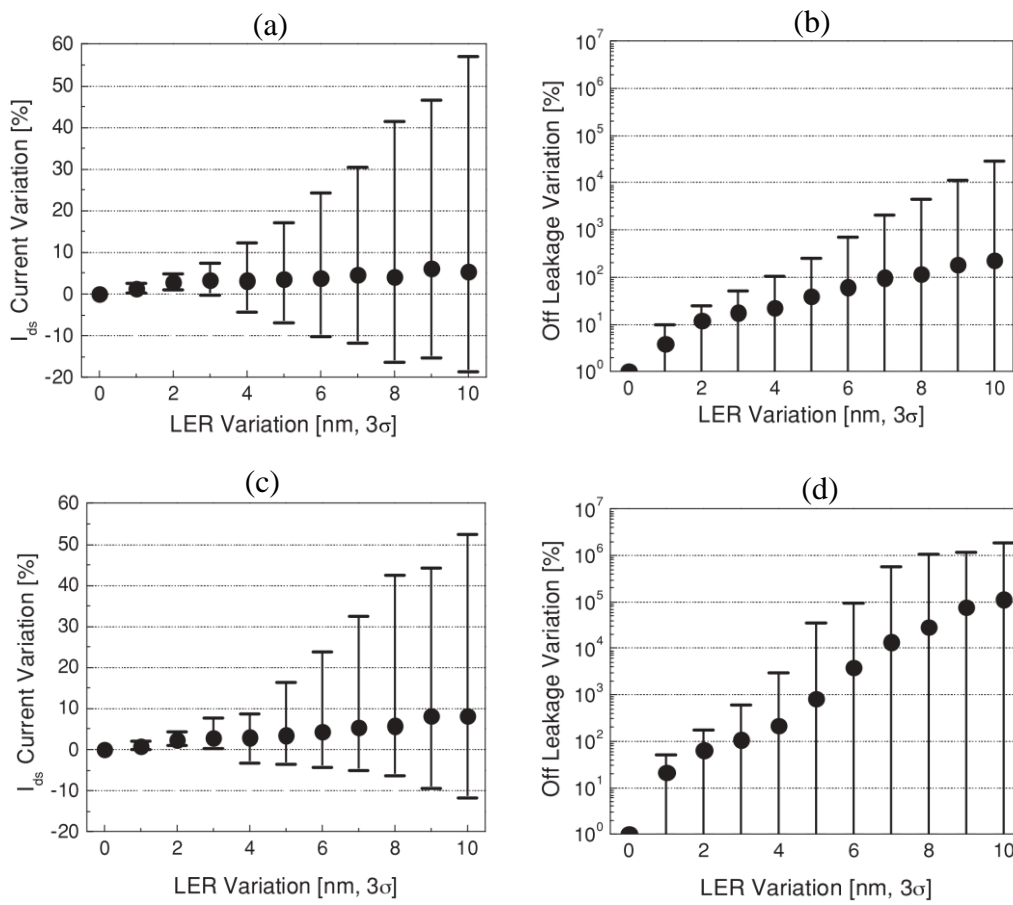 (a)
I_ds Current Variation [%]
60
50
40
30
20
10
0
-10
-20
0 2 4 6 8 10
LER Variation [nm, 3σ]
(b)
Off Leakage Variation [%]
10^7
10^6
10^5
10^4
10^3
10^2
10^1
10^0
0 2 4 6 8 10
LER Variation [nm, 3σ]
(c)
I_ds Current Variation [%]
60
50
40
30
20
10
0
-10
-20
0 2 4 6 8 10
LER Variation [nm, 3σ]
(d)
Off Leakage Variation [%]
10^7
10^6
10^5
10^4
10^3
10^2
10^1
10^0
0 2 4 6 8 10
LER Variation [nm, 3σ]